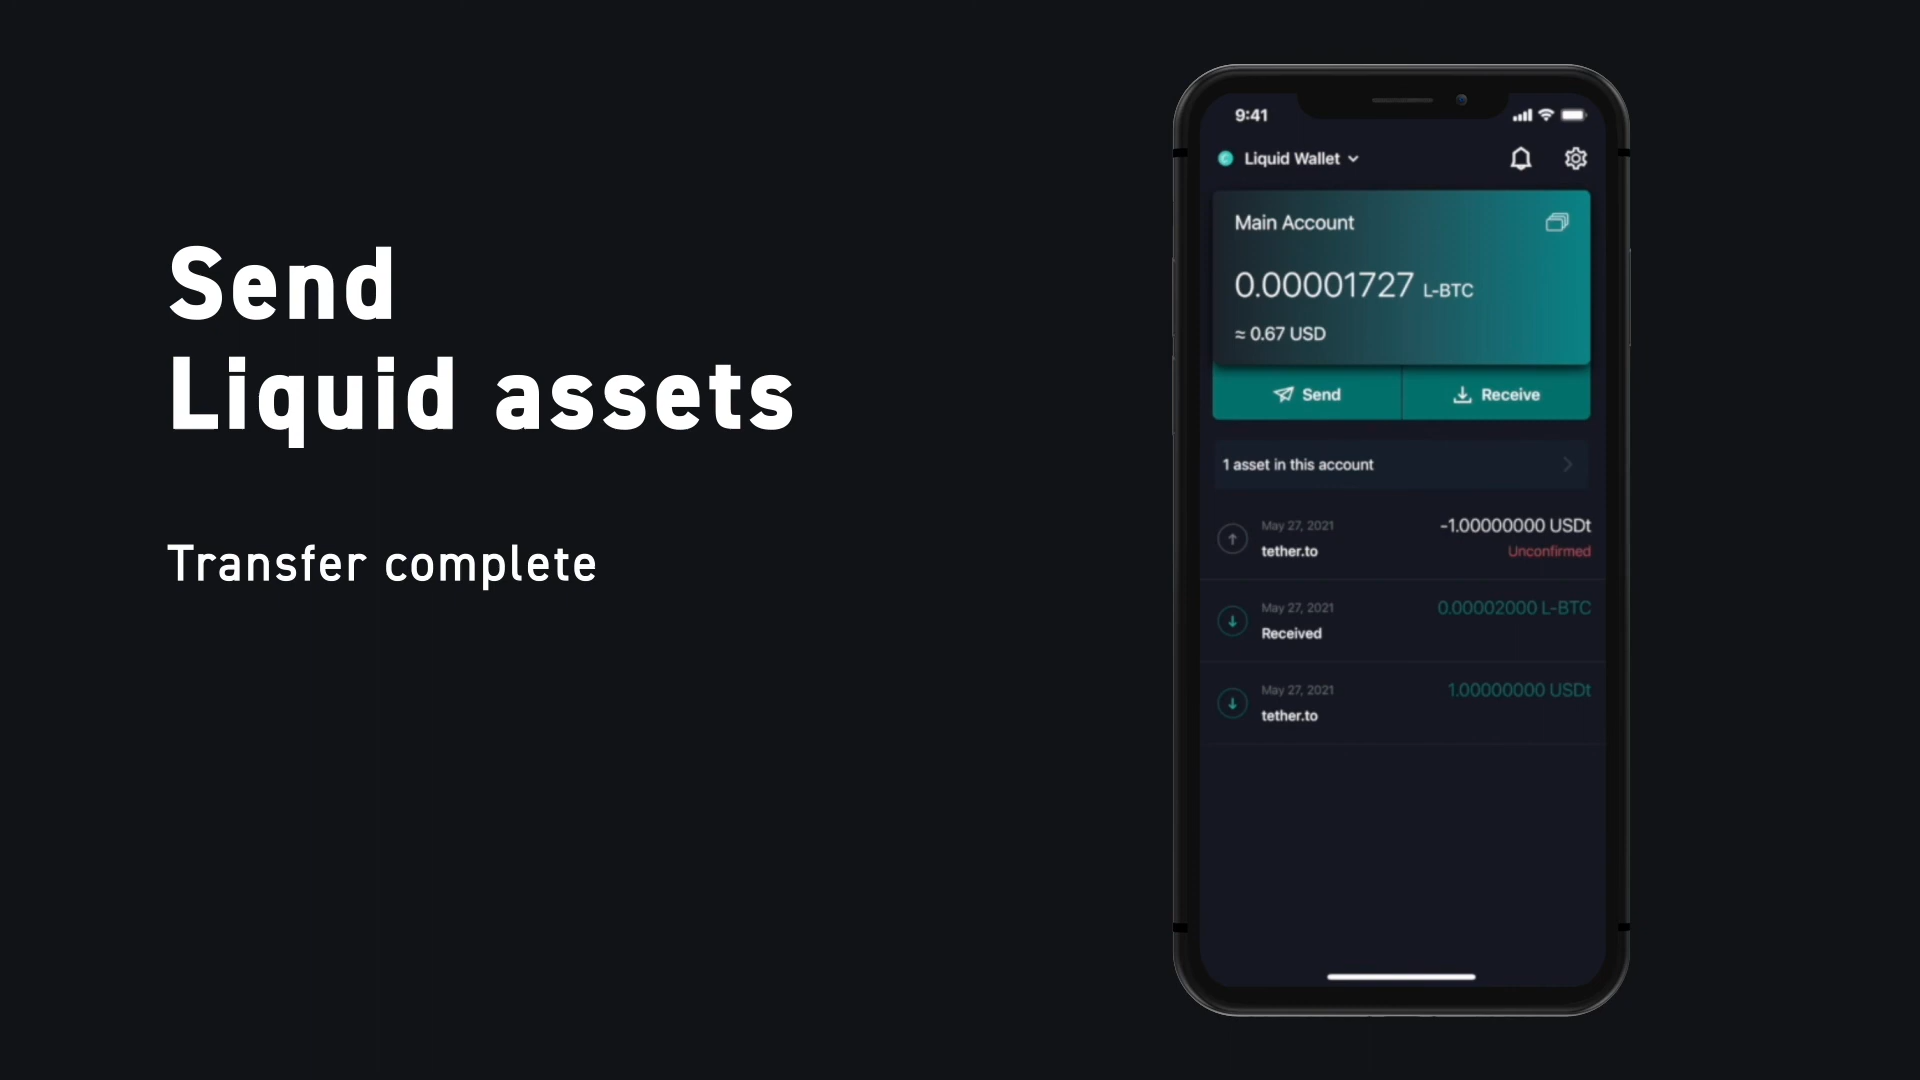 Send
Liquid assets
Transfer complete
9:41
Liquid Wallet
Main Account
0.00001727 L-BTC
≈ 0.67 USD
Send
Receive
1 asset in this account
May 27, 2021
-1.00000000 USDt
tether.to
Unconfirmed
May 27, 2021
0.00002000 L-BTC
Received
May 27, 2021
1.00000000 USDt
tether.to